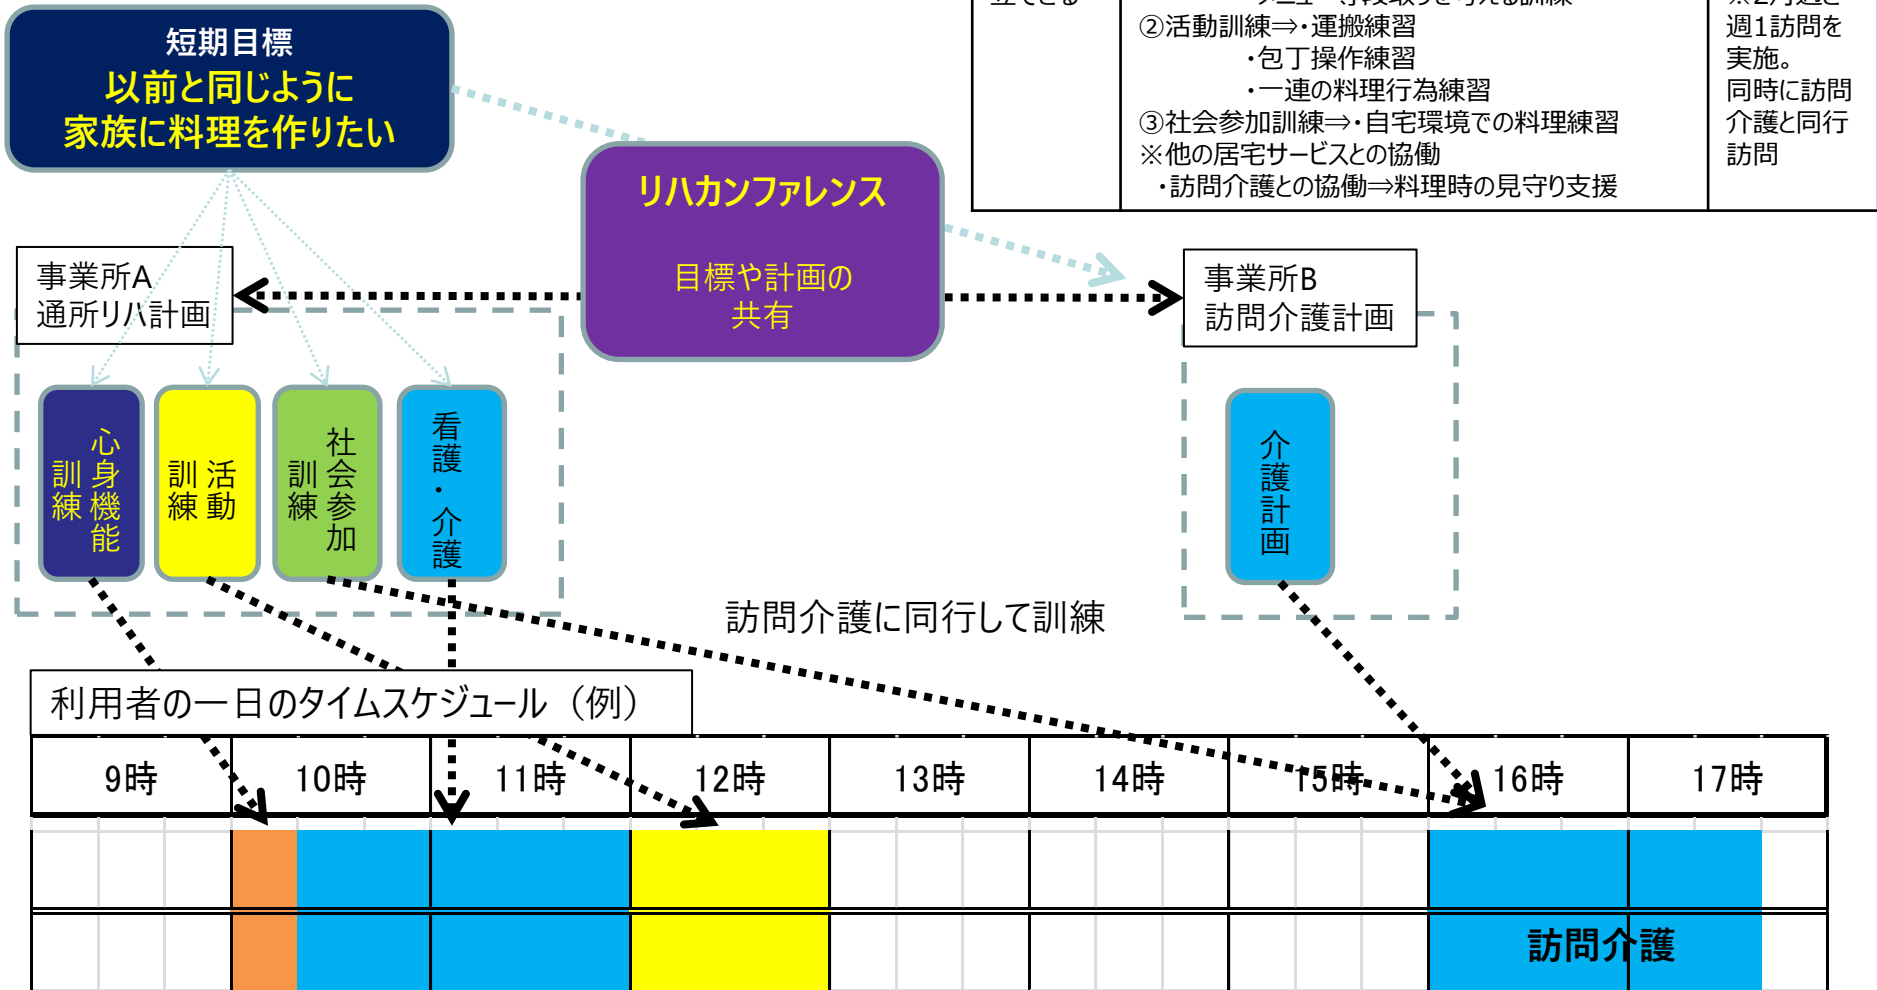 短期目標
以前と同じように
家族に料理を作りたい
立てできる
②活動訓練⇒・運搬練習
・包丁操作練習
・一連の料理行為練習
③社会参加訓練⇒・自宅環境での料理練習
※他の居宅サービスとの協働
・訪問介護との協働⇒料理時の見守り支援
週1訪問を
実施。
同時に訪問
介護と同行
訪問
リハカンファレンス
目標や計画の
共有
事業所A
通所リハ計画
事業所B
訪問介護計画
心身機能
訓練
活動
訓練
社会参加
訓練
看護・介護
介護計画
訪問介護に同行して訓練
利用者の一日のタイムスケジュール（例）
9時
10時
11時
12時
13時
14時
15時
16時
17時
訪問介護